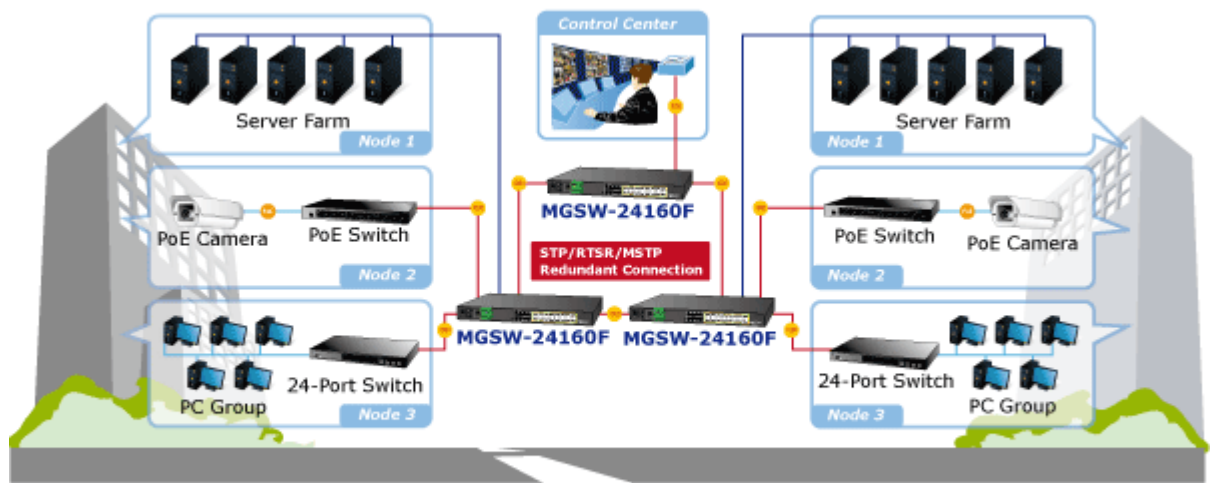 Control Center
Server Farm
Node 1
Server Farm
Node 1
MGSW-24160F
PoE Camera
PoE Switch
Node 2
STP/RTSR/MSTP
Redundant Connection
PoE Switch
PoE Camera
Node 2
MGSW-24160F
MGSW-24160F
PC Group
24-Port Switch
Node 3
24-Port Switch
PC Group
Node 3